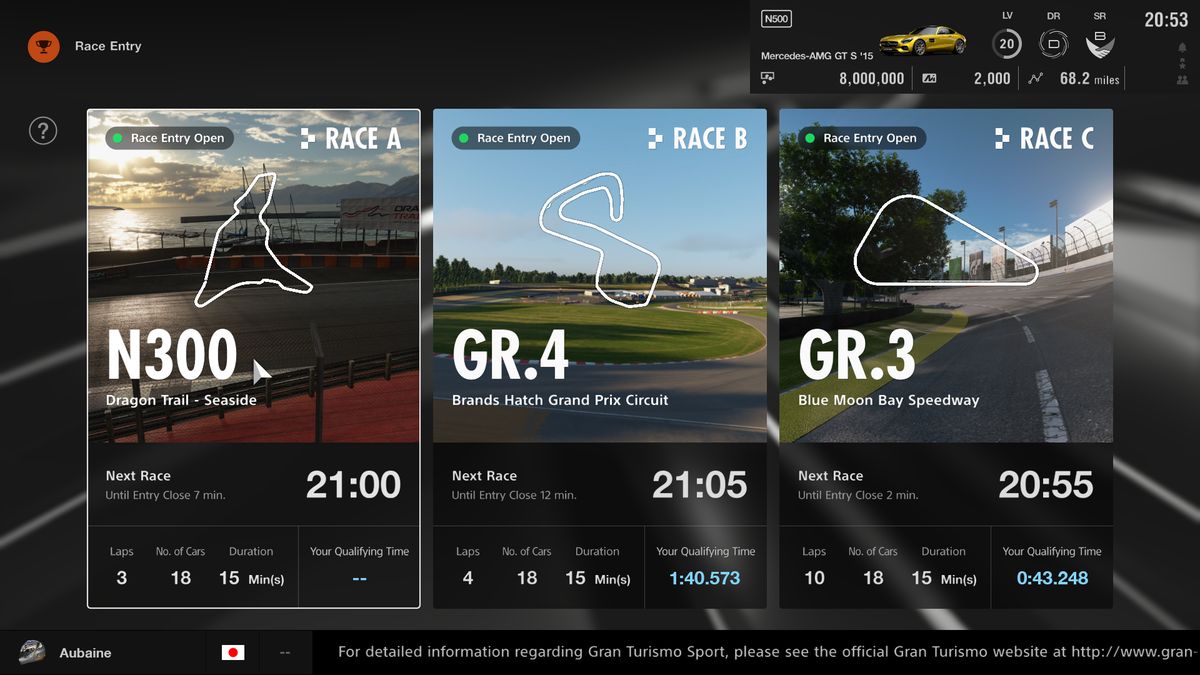 Race Entry
N500
Mercedes-AMG GT S '15
LV
DR
SR
20
D
B
20:53
8,000,000
2,000
68.2 miles
?
Race Entry Open
RACE A
N300
Dragon Trail - Seaside
Next Race
Until Entry Close 7 min.
21:00
Laps
No. of Cars
Duration
Your Qualifying Time
3
18
15 Min(s)
--
Race Entry Open
RACE B
GR.4
Brands Hatch Grand Prix Circuit
Next Race
Until Entry Close 12 min.
21:05
Laps
No. of Cars
Duration
Your Qualifying Time
4
18
15 Min(s)
1:40.573
Race Entry Open
RACE C
GR.3
Blue Moon Bay Speedway
Next Race
Until Entry Close 2 min.
20:55
Laps
No. of Cars
Duration
Your Qualifying Time
10
18
15 Min(s)
0:43.248
Aubaine
--
For detailed information regarding Gran Turismo Sport, please see the official Gran Turismo website at http://www.gran-